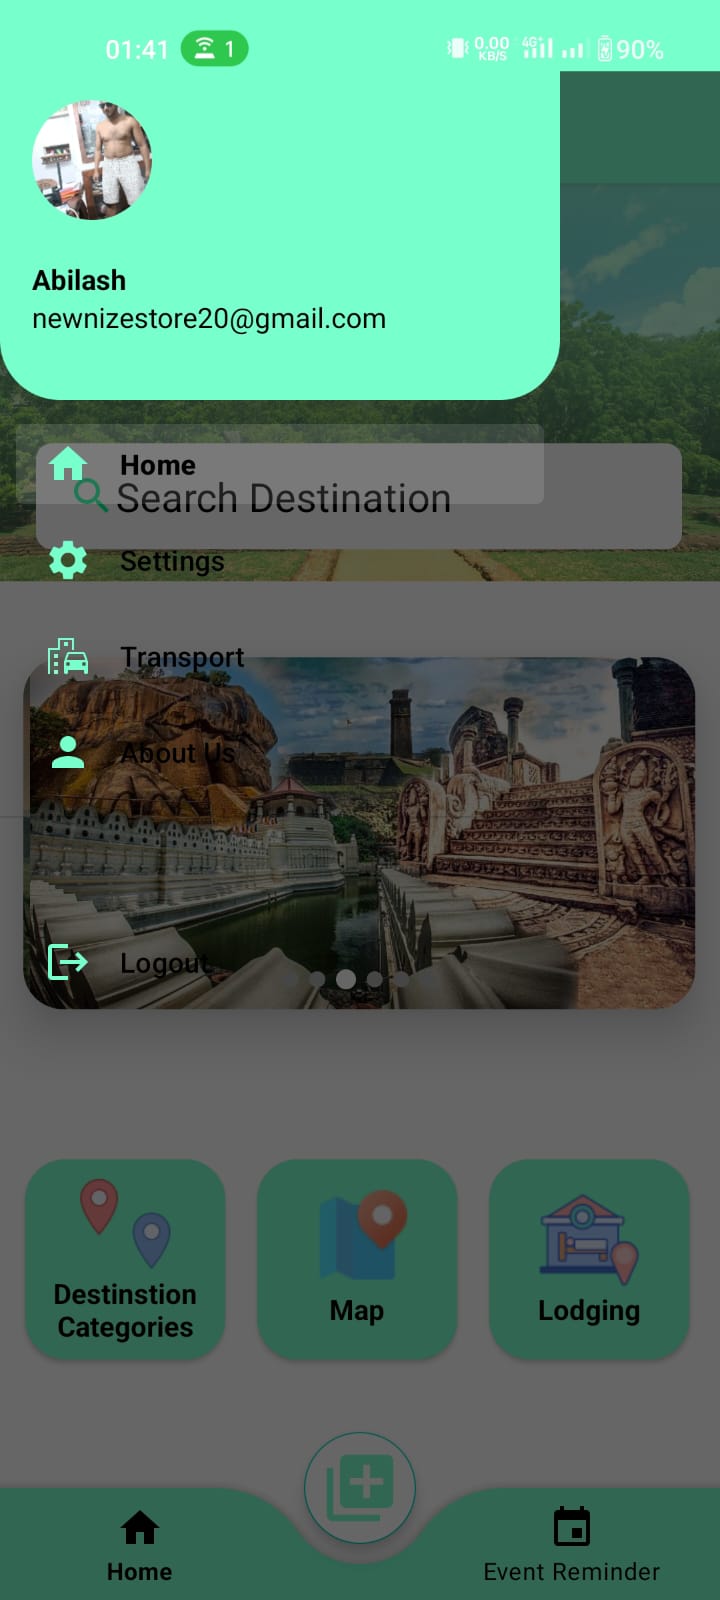 01:41 1 0.00 KB/S 4G+ 90%
Abilash
newnizestore20@gmail.com
Home
Search Destination
Settings
Transport
About Us
Logout
Destinstion
Categories
Map
Lodging
Home
Event Reminder